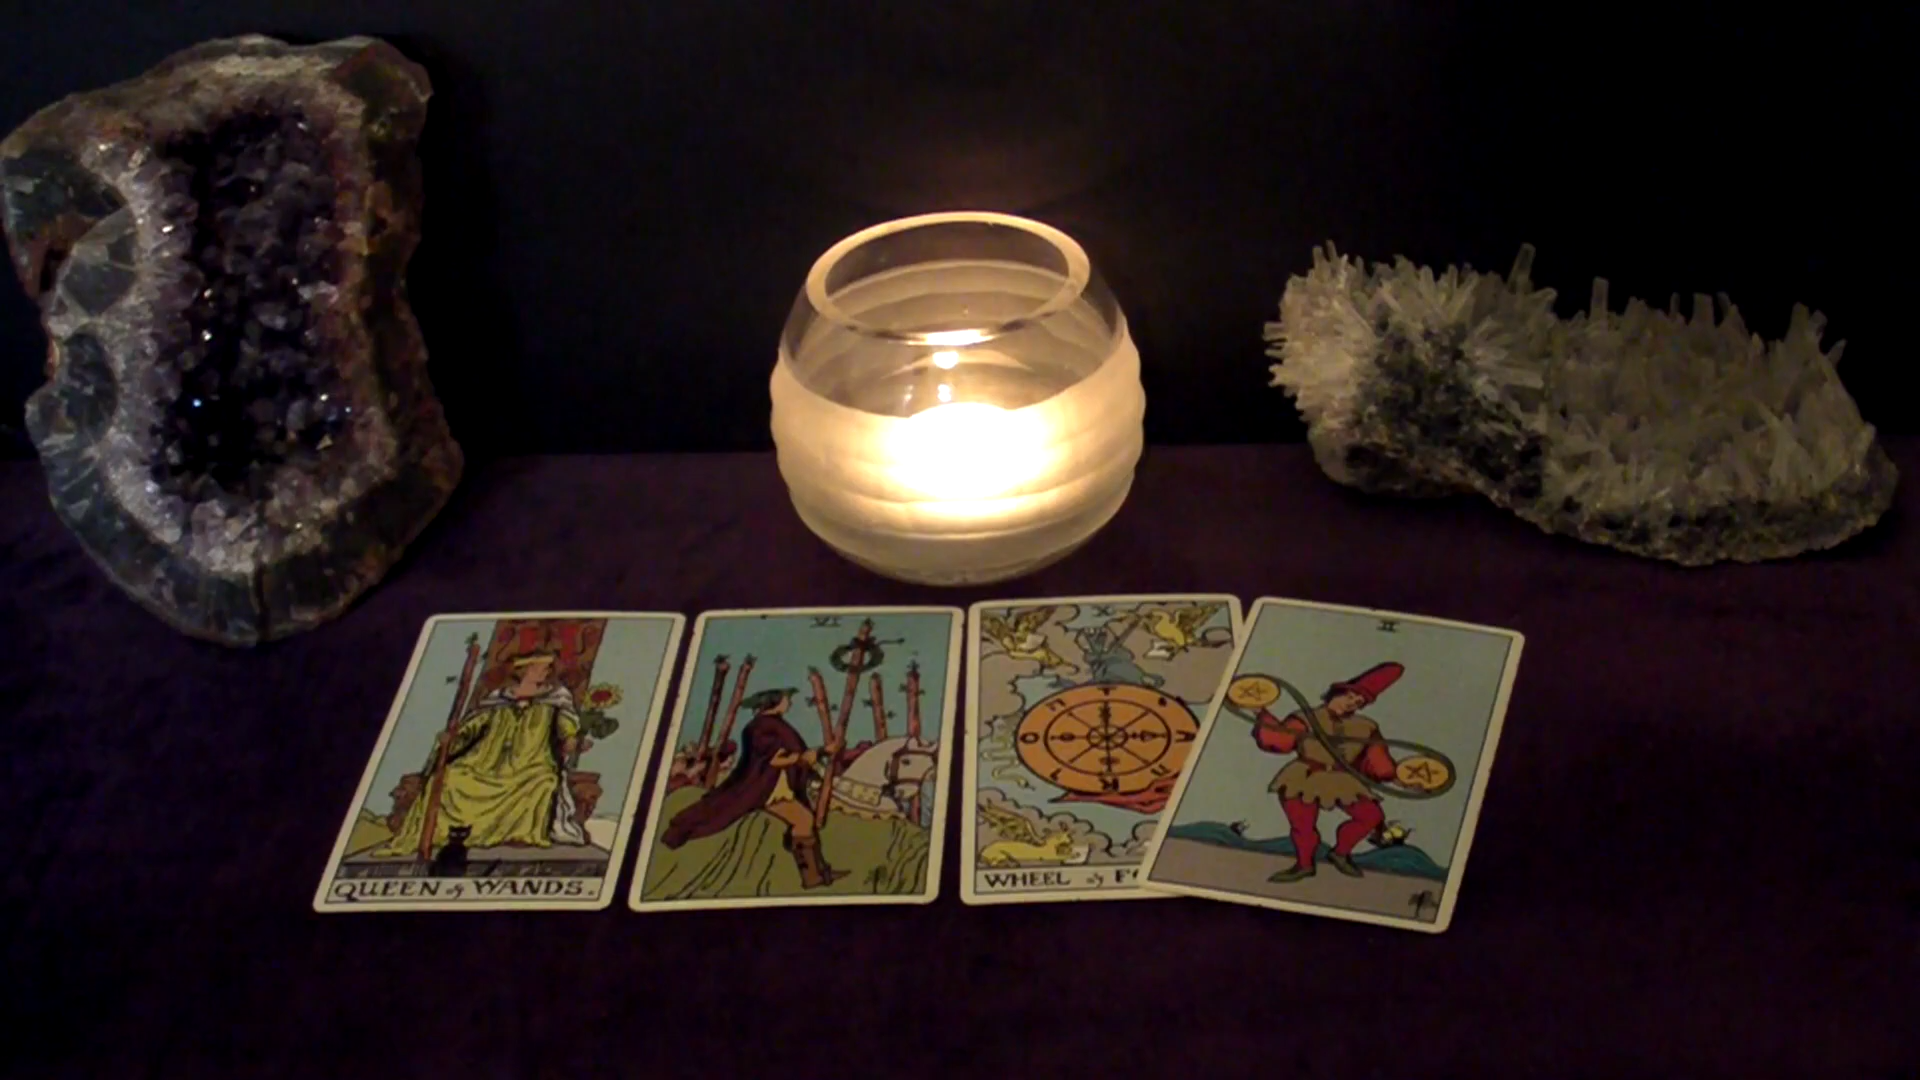 QUEEN of WANDS.
VI
X
T
A
R
O
WHEEL of F
II